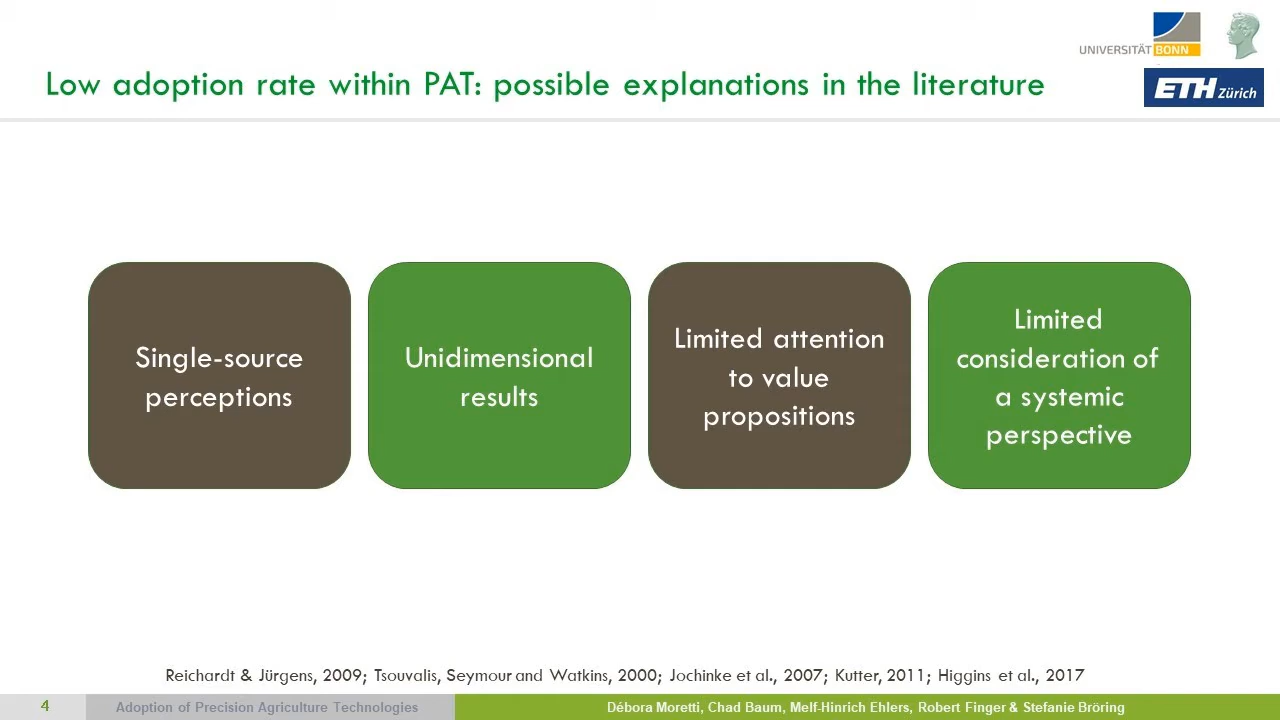 UNIVERSITÄT BONN
Low adoption rate within PAT: possible explanations in the literature
ETH Zürich
Single-source
perceptions
Unidimensional
results
Limited attention
to value
propositions
Limited
consideration of
a systemic
perspective
Reichardt & Jürgens, 2009; Tsouvalis, Seymour and Watkins, 2000; Jochinke et al., 2007; Kutter, 2011; Higgins et al., 2017
4
Adoption of Precision Agriculture Technologies
Débora Moretti, Chad Baum, Melf-Hinrich Ehlers, Robert Finger & Stefanie Bröring